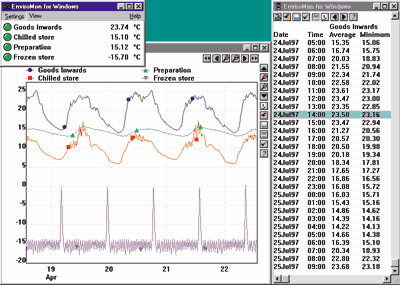 EnviroMon for Windows
Settings View Help
Goods Inwards 23.74 °C
Chilled store 15.10 °C
Preparation 15.12 °C
Frozen store -15.70 °C
Goods Inwards
Chilled store
Preparation
Frozen store
25
20
15
10
5
0
-5
-10
-15
-20
19
20
21
22
Apr
EnviroMon for Windows
Goods Inwards
Date Time Average Minimum
24Jul97 05:00 15.35 15.06
24Jul97 06:00 16.74 15.75
24Jul97 07:00 20.03 18.83
24Jul97 08:00 21.55 20.94
24Jul97 09:00 22.34 21.74
24Jul97 10:00 22.58 22.02
24Jul97 11:00 23.61 23.17
24Jul97 12:00 23.47 23.08
24Jul97 13:00 23.35 22.85
24Jul97 14:00 23.50 23.16
24Jul97 15:00 23.47 22.94
24Jul97 16:00 21.27 20.56
24Jul97 17:00 20.57 20.30
24Jul97 18:00 20.50 19.98
24Jul97 19:00 20.18 19.34
24Jul97 20:00 18.34 17.81
24Jul97 21:00 17.65 17.27
24Jul97 22:00 16.86 16.56
24Jul97 23:00 16.08 15.72
25Jul97 00:00 16.03 15.71
25Jul97 01:00 15.43 15.16
25Jul97 02:00 14.86 14.62
25Jul97 03:00 14.39 14.16
25Jul97 04:00 14.22 14.13
25Jul97 05:00 14.58 14.38
25Jul97 06:00 16.39 15.10
25Jul97 07:00 20.34 18.93
25Jul97 08:00 22.80 22.32
25Jul97 09:00 23.68 23.18